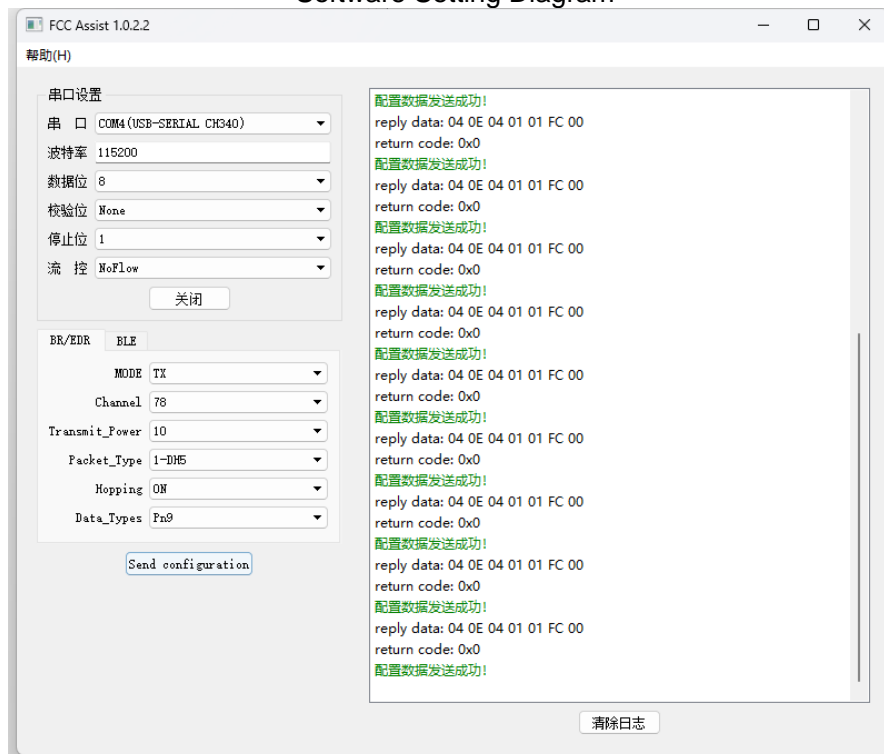 Software Setting Diagram
FCC Assist 1.0.2.2
帮助(H)
串口设置
串 口 COM4(USB-SERIAL CH340)
波特率 115200
数据位 8
校验位 None
停止位 1
流 控 NoFlow
关闭
BR/EDR BLE
MODE TX
Channel 78
Transmit_Power 10
Packet_Type 1-DH5
Hopping ON
Data_Types Pn9
Send configuration
配置数据发送成功!
reply data: 04 0E 04 01 01 FC 00
return code: 0x0
配置数据发送成功!
reply data: 04 0E 04 01 01 FC 00
return code: 0x0
配置数据发送成功!
reply data: 04 0E 04 01 01 FC 00
return code: 0x0
配置数据发送成功!
reply data: 04 0E 04 01 01 FC 00
return code: 0x0
配置数据发送成功!
reply data: 04 0E 04 01 01 FC 00
return code: 0x0
配置数据发送成功!
reply data: 04 0E 04 01 01 FC 00
return code: 0x0
配置数据发送成功!
reply data: 04 0E 04 01 01 FC 00
return code: 0x0
配置数据发送成功!
reply data: 04 0E 04 01 01 FC 00
return code: 0x0
配置数据发送成功!
reply data: 04 0E 04 01 01 FC 00
return code: 0x0
配置数据发送成功!
清除日志